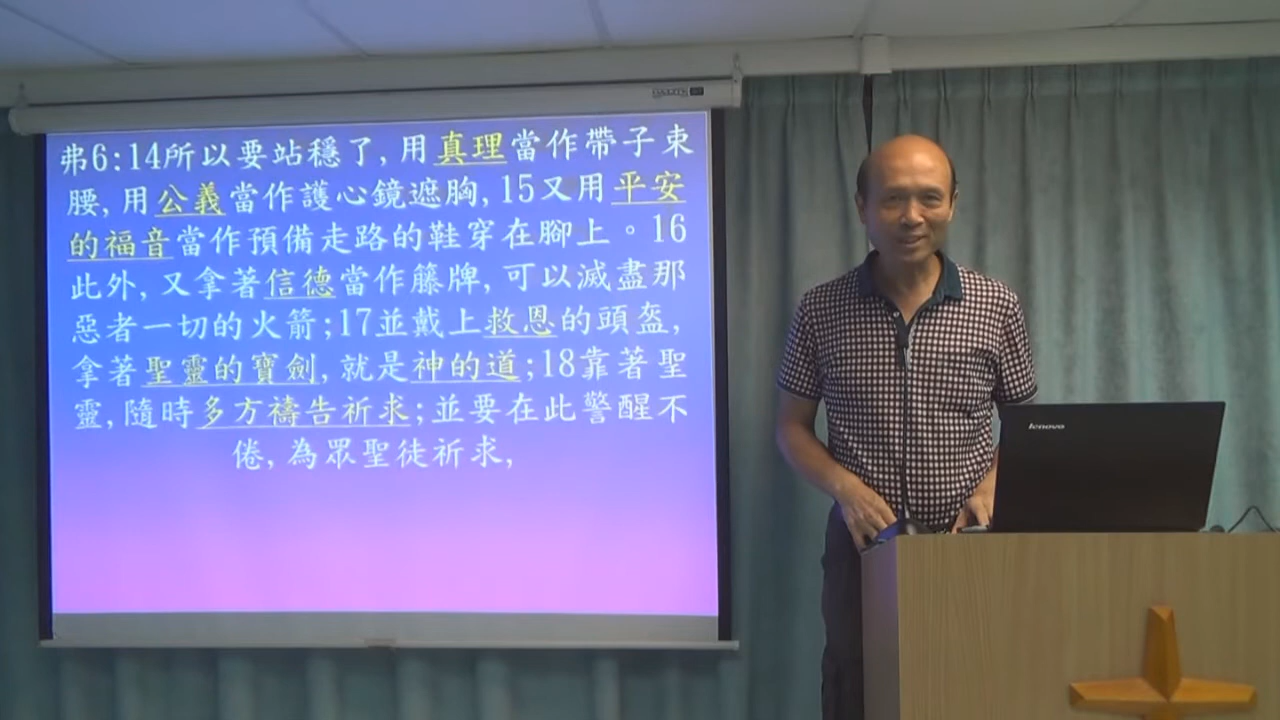 弗6:14所以要站穩了,用真理當作帶子束
腰,用公義當作護心鏡遮胸,15又用平安
的福音當作預備走路的鞋穿在腳上。16
此外,又拿著信德當作籐牌,可以滅盡那
惡者一切的火箭;17並戴上救恩的頭盔,
拿著聖靈的寶劍,就是神的道;18靠著聖
靈,隨時多方禱告祈求;並要在此警醒不
倦,為眾聖徒祈求,
lenovo